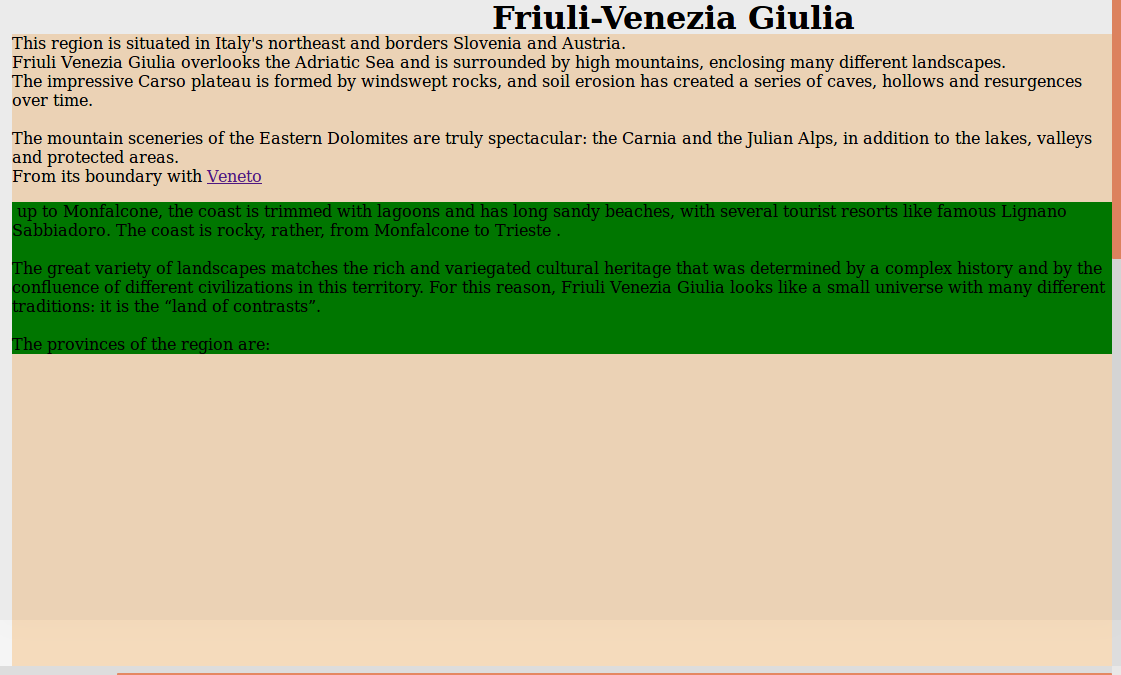 Friuli-Venezia Giulia
This region is situated in Italy's northeast and borders Slovenia and Austria.
Friuli Venezia Giulia overlooks the Adriatic Sea and is surrounded by high mountains, enclosing many different landscapes.
The impressive Carso plateau is formed by windswept rocks, and soil erosion has created a series of caves, hollows and resurgences
over time.
The mountain sceneries of the Eastern Dolomites are truly spectacular: the Carnia and the Julian Alps, in addition to the lakes, valleys
and protected areas.
From its boundary with Veneto
up to Monfalcone, the coast is trimmed with lagoons and has long sandy beaches, with several tourist resorts like famous Lignano
Sabbiadoro. The coast is rocky, rather, from Monfalcone to Trieste .
The great variety of landscapes matches the rich and variegated cultural heritage that was determined by a complex history and by the
confluence of different civilizations in this territory. For this reason, Friuli Venezia Giulia looks like a small universe with many different
traditions: it is the “land of contrasts”.
The provinces of the region are: